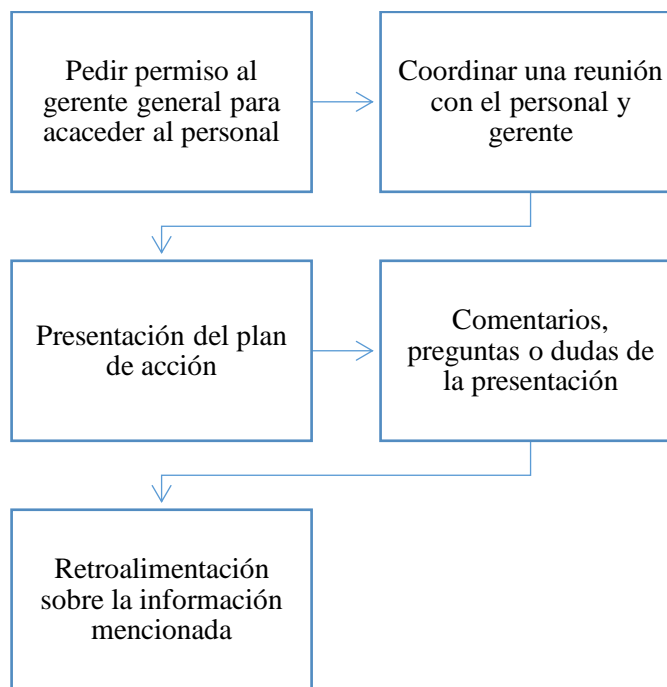 Pedir permiso al
gerente general para
acaceder al personal
Coordinar una reunión
con el personal y
gerente
Presentación del plan
de acción
Comentarios,
preguntas o dudas de
la presentación
Retroalimentación
sobre la información
mencionada